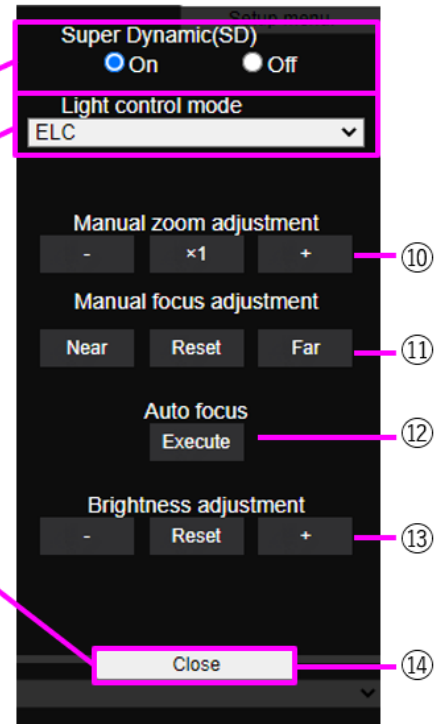 Setup menu
Super Dynamic(SD)
On Off
Light control mode
ELC
Manual zoom adjustment
- ×1 + ⑩
Manual focus adjustment
Near Reset Far ⑪
Auto focus
Execute ⑫
Brightness adjustment
- Reset + ⑬
Close ⑭